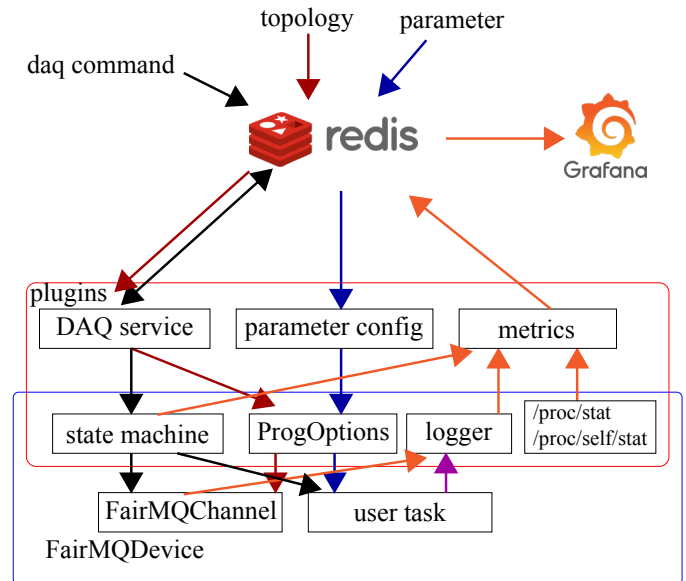 topology
parameter
daq command
redis
Grafana
plugins
DAQ service
parameter config
metrics
/proc/stat
/proc/self/stat
state machine
ProgOptions
logger
FairMQChannel
user task
FairMQDevice